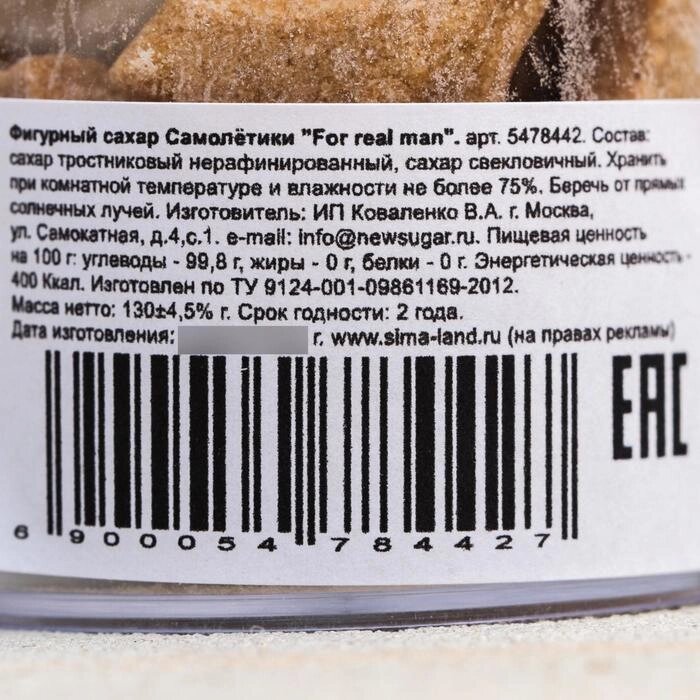 Фигурный сахар Самолётики "For real man". арт. 5478442. Состав:
сахар тростниковый нерафинированный, сахар свекловичный. Хранить
при комнатной температуре и влажности не более 75%. Беречь от прямых
солнечных лучей. Изготовитель: ИП Коваленко В.А. г. Москва,
ул. Самокатная, д.4,с.1. e-mail: info@newsugar.ru. Пищевая ценность
на 100 г: углеводы - 99,8 г, жиры - 0 г, белки - 0 г. Энергетическая ценность -
400 Ккал. Изготовлен по ТУ 9124-001-09861169-2012.
Масса нетто: 130±4,5% г. Срок годности: 2 года.
Дата изготовления: г. www.sima-land.ru (на правах рекламы)
EAC
6 900054 784427